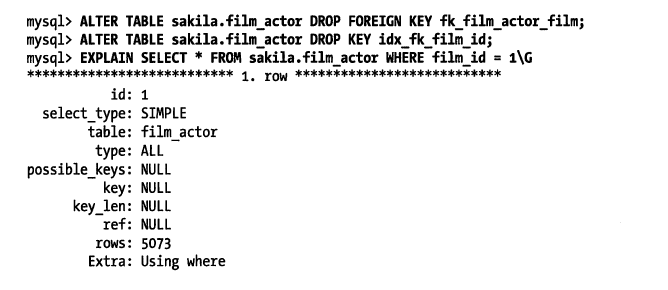 mysql> ALTER TABLE sakila.film_actor DROP FOREIGN KEY fk_film_actor_film;
mysql> ALTER TABLE sakila.film_actor DROP KEY idx_fk_film_id;
mysql> EXPLAIN SELECT * FROM sakila.film_actor WHERE film_id = 1\G
*************************** 1. row ***************************
id: 1
select_type: SIMPLE
table: film_actor
type: ALL
possible_keys: NULL
key: NULL
key_len: NULL
ref: NULL
rows: 5073
Extra: Using where